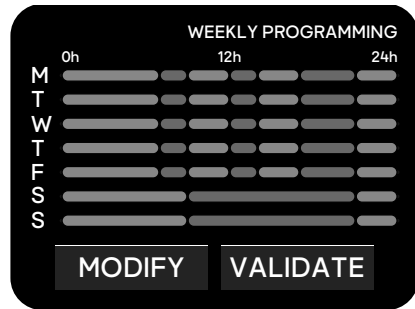 WEEKLY PROGRAMMING
0h 12h 24h
M
T
W
T
F
S
S
MODIFY VALIDATE